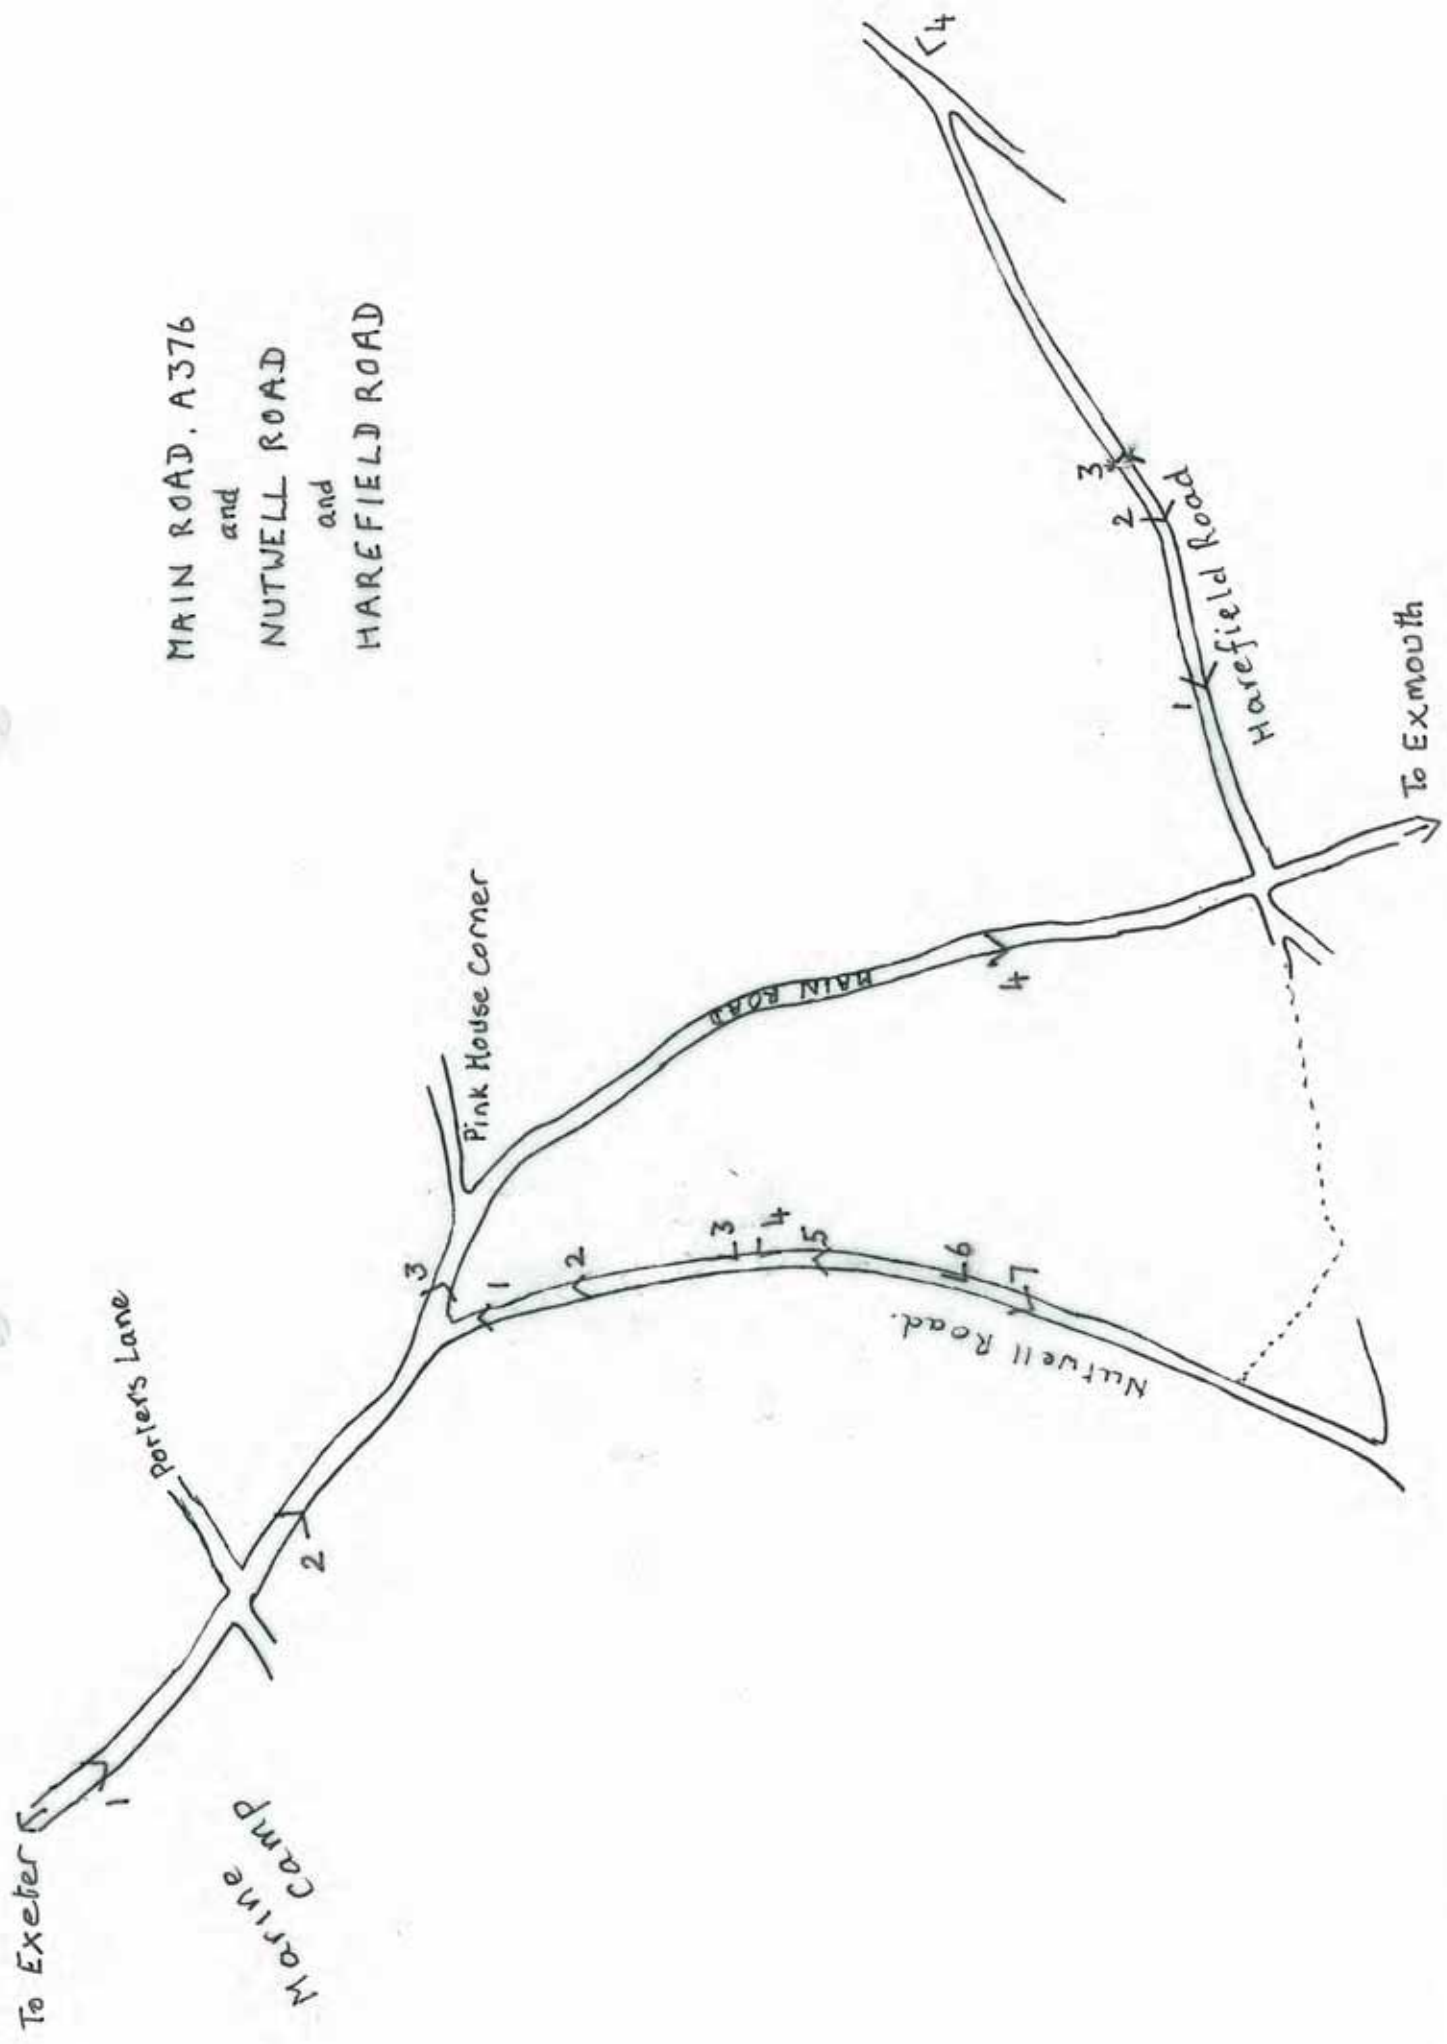 MAIN ROAD, A376
and
NUTWELL ROAD
and
HAREFIELD ROAD
To Exeter
Marine
Camp
1
Porters Lane
2
3
Pink House Corner
MAIN ROAD
4
1
2
3
4
5
6
7
Nutwell Road.
To Exmouth
Harefield Road
1
2
3
4